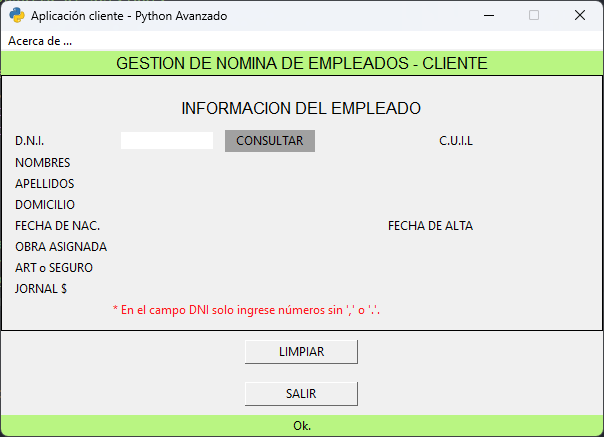 Aplicación cliente - Python Avanzado
Acerca de ...
GESTION DE NOMINA DE EMPLEADOS - CLIENTE
INFORMACION DEL EMPLEADO
D.N.I. CONSULTAR C.U.I.L
NOMBRES
APELLIDOS
DOMICILIO
FECHA DE NAC. FECHA DE ALTA
OBRA ASIGNADA
ART o SEGURO
JORNAL $
* En el campo DNI solo ingrese números sin ',' o '.'.
LIMPIAR
SALIR
Ok.